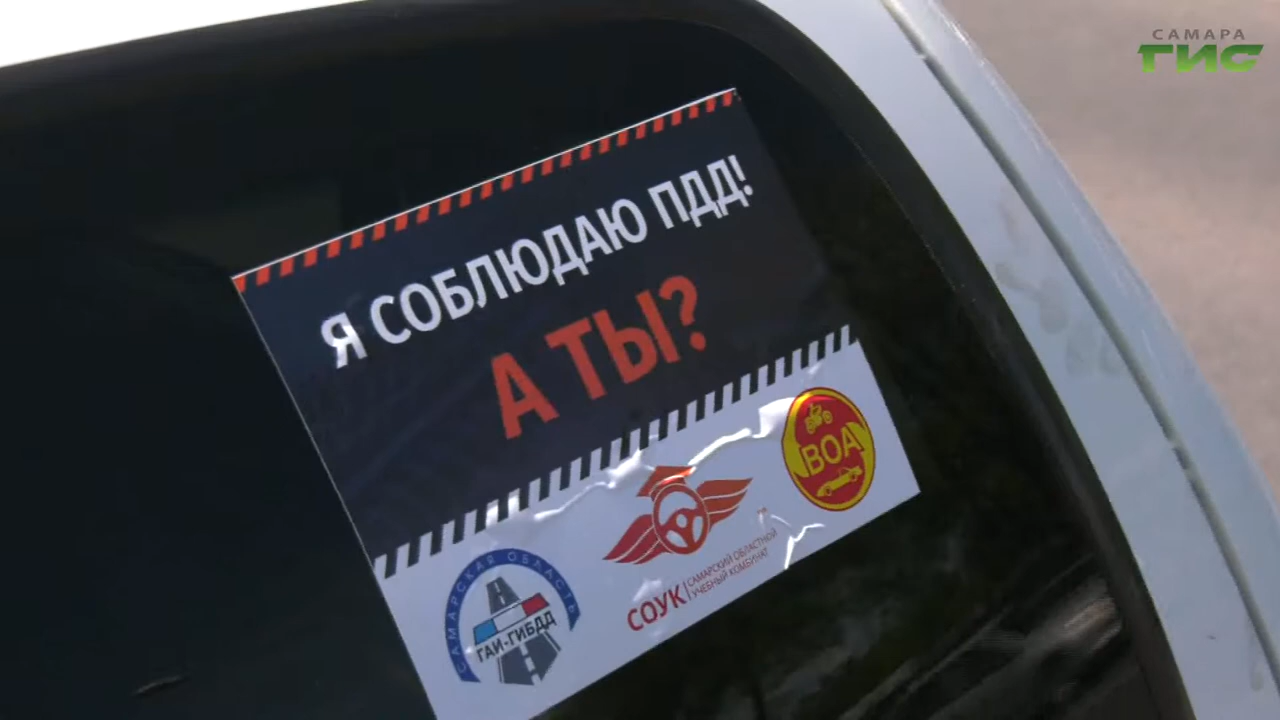 САМАРА
ГИС
Я СОБЛЮДАЮ ПДД!
А ТЫ?
САМАРСКАЯ ОБЛАСТЬ
ГАИ-ГИБДД
СОУК
САМАРСКИЙ ОБЛАСТНОЙ
УЧЕБНЫЙ КОМБИНАТ
ВОА